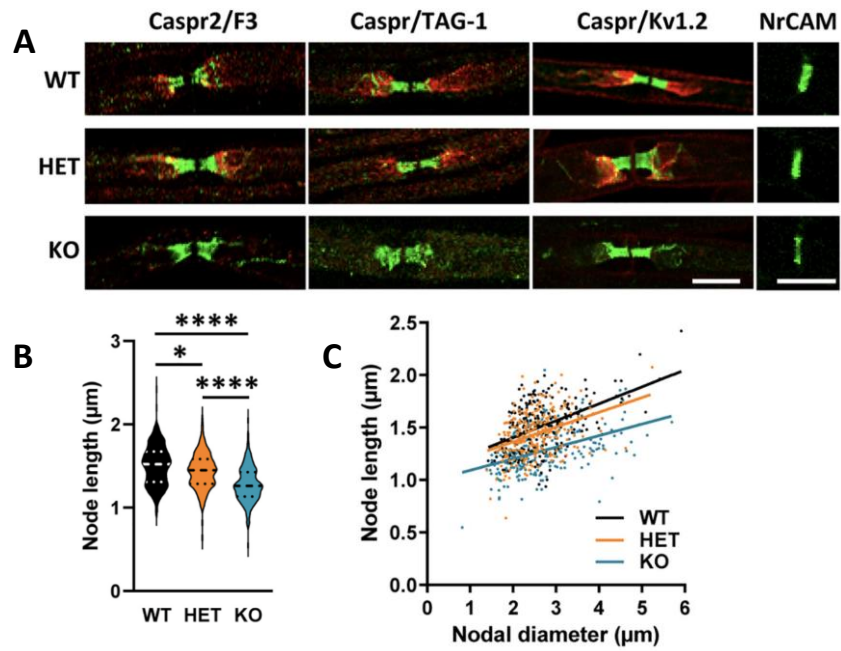 A
Caspr2/F3 Caspr/TAG-1 Caspr/Kv1.2 NrCAM
WT
HET
KO
B
****
*
****
Node length (µm)
3
2
1
0
WT HET KO
C
Node length (µm)
2.5
2.0
1.5
1.0
0.5
0.0
WT
HET
KO
0 1 2 3 4 5 6
Nodal diameter (µm)